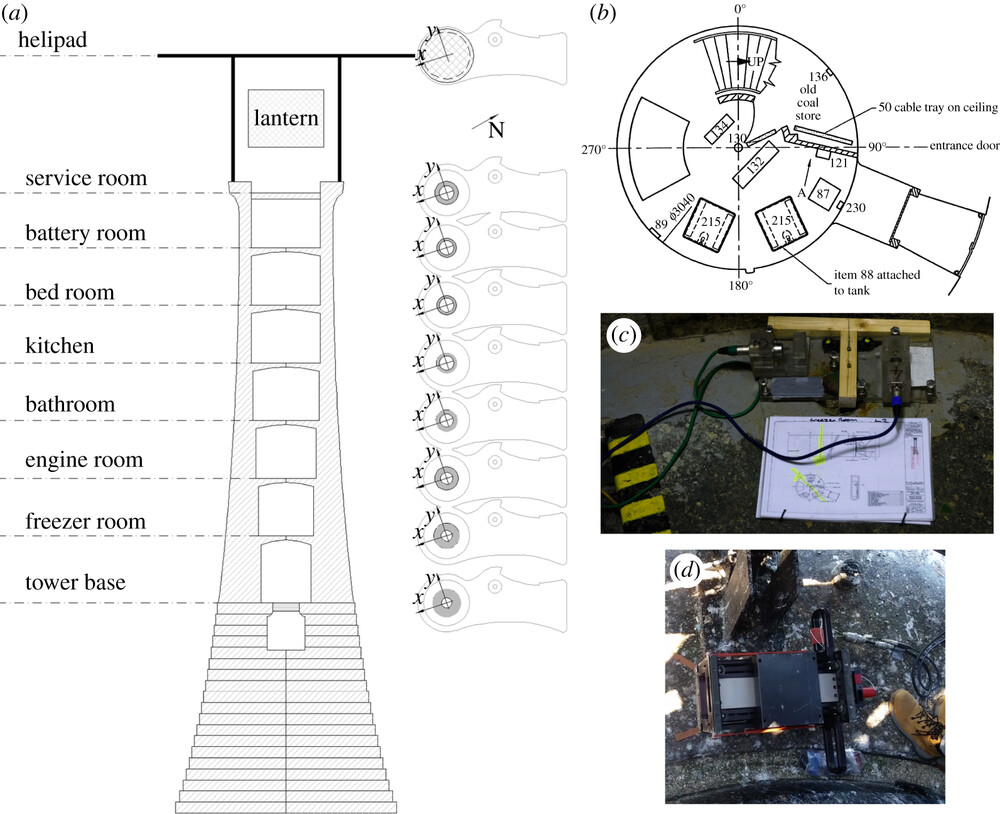 (a)
helipad
lantern
service room
battery room
bed room
kitchen
bathroom
engine room
freezer room
tower base
y
x
N
y
x
y
x
y
x
y
x
y
x
y
x
y
x
y
x
(b)
0°
UP
136
old
coal
store
50 cable tray on ceiling
134
130
270°
90°
entrance door
132
121
A
87
230
89
ϕ3040
215
215
item 88 attached
to tank
180°
(c)
Freezer Room
(d)